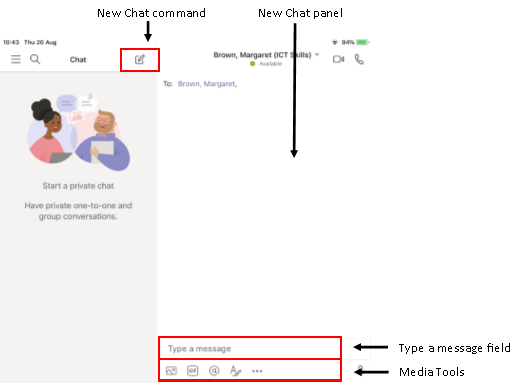 New Chat command
New Chat panel
10:43 Thu 20 Aug
94%
Chat
Brown, Margaret (ICT Skills)
Available
To: Brown, Margaret,
Start a private chat
Have private one-to-one and
group conversations.
Type a message
Type a message field
GIF
Media Tools